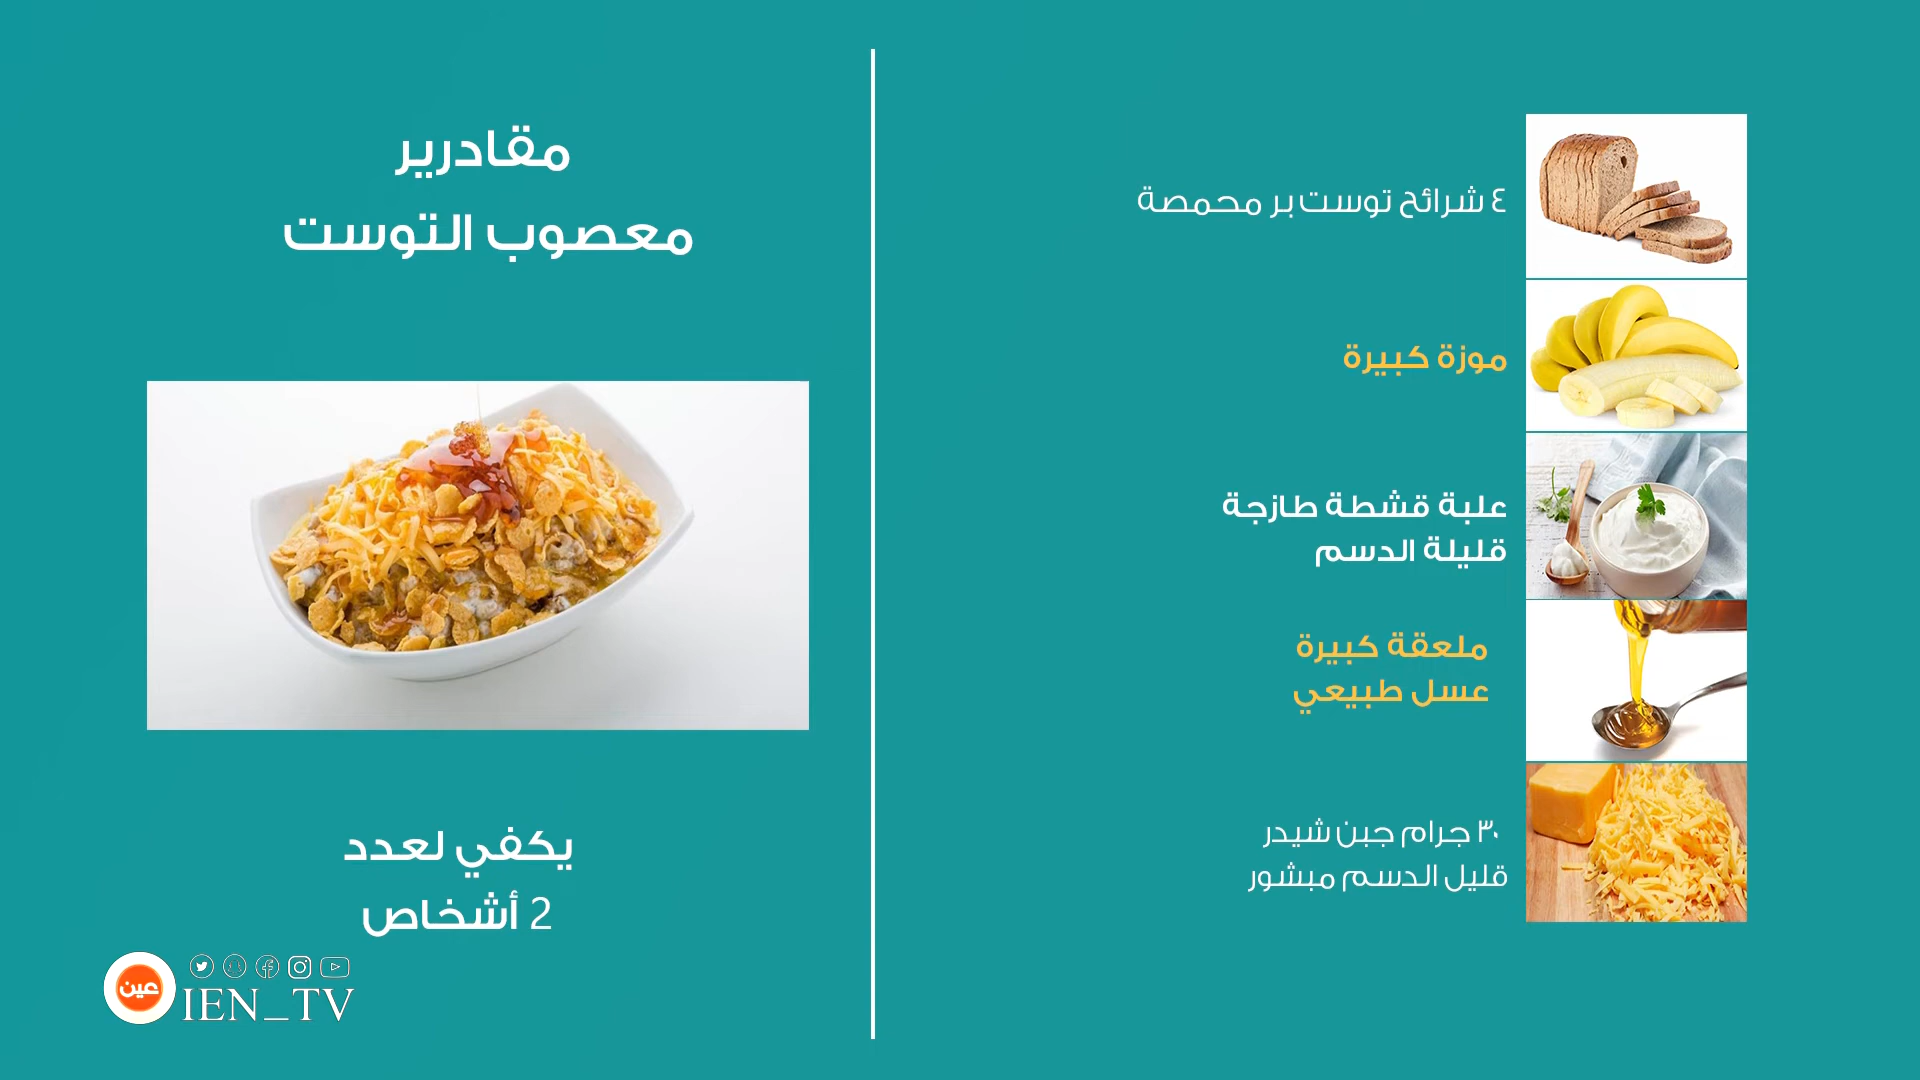 مقادرير
معصوب التوست
٤ شرائح توست بر محمصة
موزة كبيرة
علبة قشطة طازجة
قليلة الدسم
ملعقة كبيرة
عسل طبيعي
٣٠ جرام جبن شيدر
قليل الدسم مبشور
يكفي لعدد
2 أشخاص
عين
IEN_TV